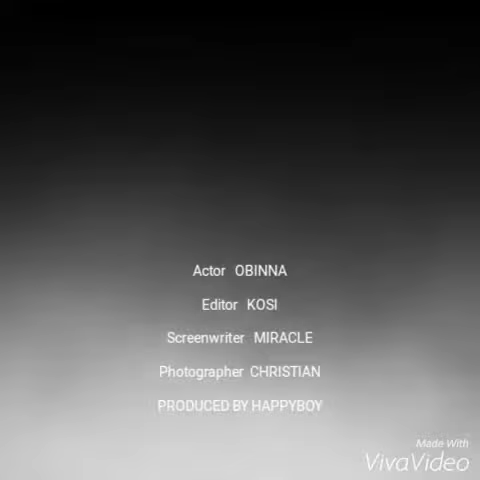 Actor OBINNA
Editor KOSI
Screenwriter MIRACLE
Photographer CHRISTIAN
PRODUCED BY HAPPYBOY
Made With
VivaVideo